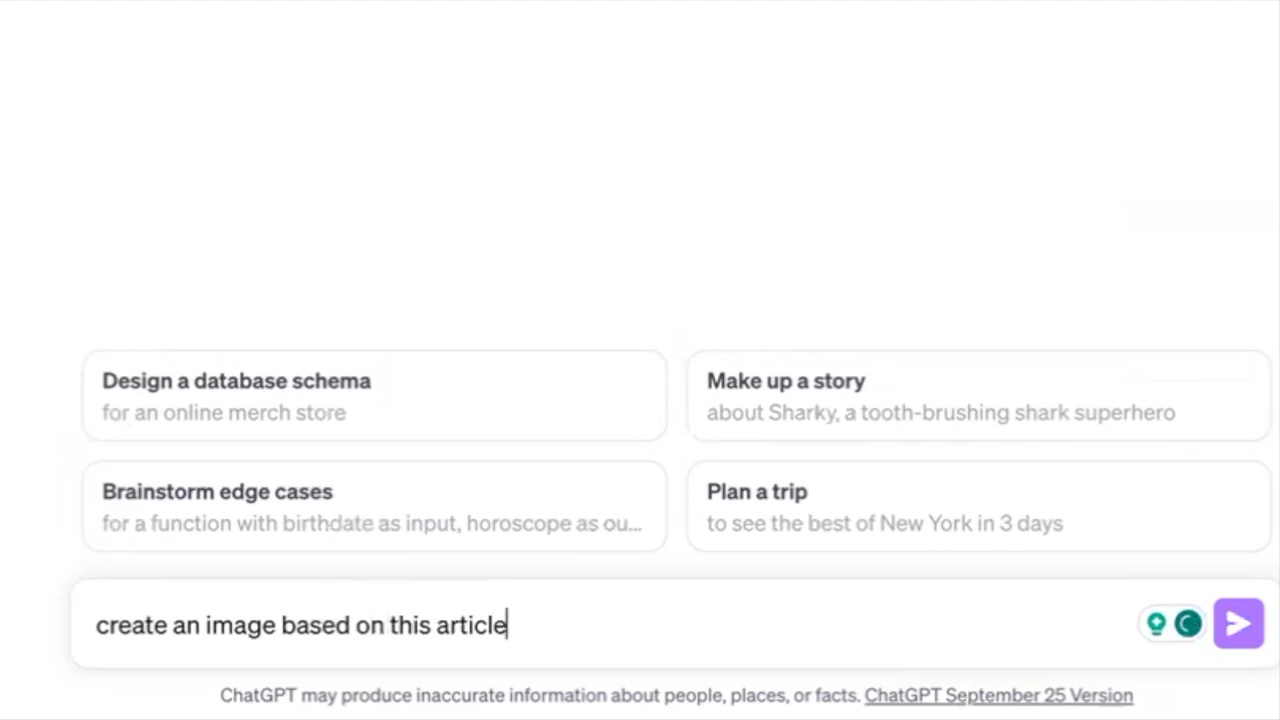 Design a database schema
for an online merch store
Make up a story
about Sharky, a tooth-brushing shark superhero
Brainstorm edge cases
for a function with birthdate as input, horoscope as ou...
Plan a trip
to see the best of New York in 3 days
create an image based on this article
ChatGPT may produce inaccurate information about people, places, or facts. ChatGPT September 25 Version